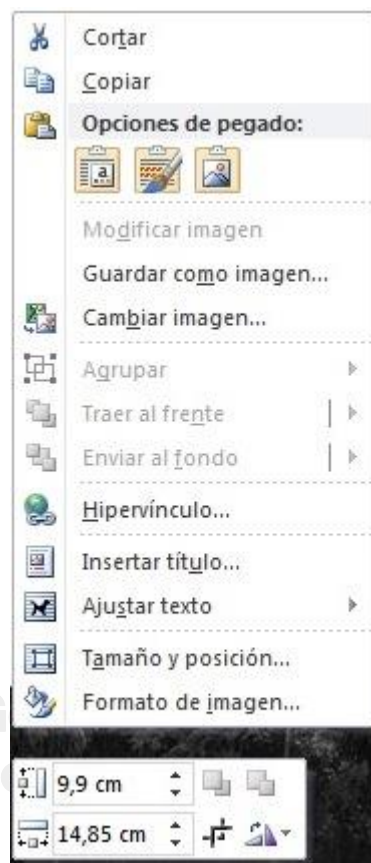 Cortar
Copiar
Opciones de pegado:
a
Modificar imagen
Guardar como imagen...
Cambiar imagen...
Agrupar
Traer al frente
Enviar al fondo
Hipervínculo...
Insertar título...
Ajustar texto
Tamaño y posición...
Formato de imagen...
9,9 cm
14,85 cm